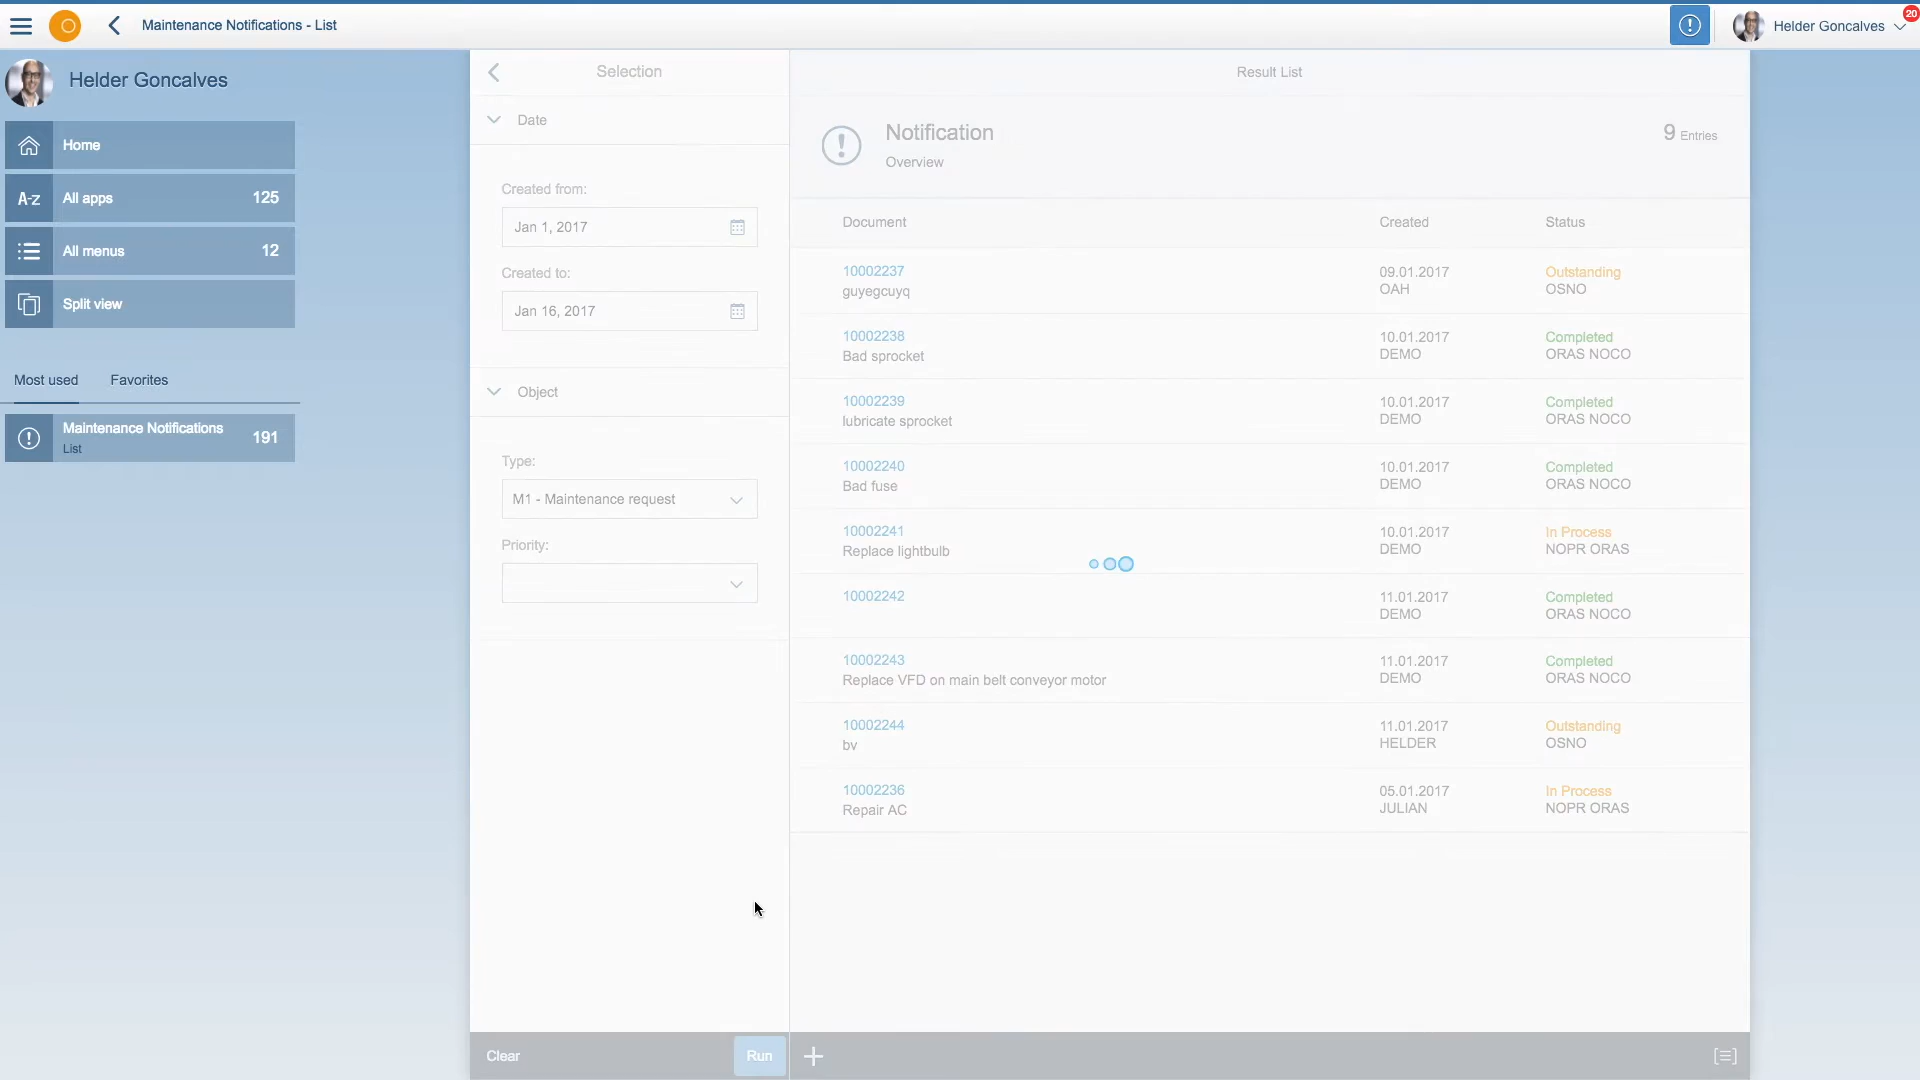 Maintenance Notifications - List
Helder Goncalves
20
Helder Goncalves
Home
A-Z All apps 125
All menus 12
Split view
Most used Favorites
Maintenance Notifications 191
List
Selection
Date
Created from:
Jan 1, 2017
Created to:
Jan 16, 2017
Object
Type:
M1 - Maintenance request
Priority:
Clear Run
Result List
Notification 9 Entries
Overview
Document Created Status
10002237 09.01.2017 Outstanding
guyegcuyq OAH OSNO
10002238 10.01.2017 Completed
Bad sprocket DEMO ORAS NOCO
10002239 10.01.2017 Completed
lubricate sprocket DEMO ORAS NOCO
10002240 10.01.2017 Completed
Bad fuse DEMO ORAS NOCO
10002241 10.01.2017 In Process
Replace lightbulb DEMO NOPR ORAS
10002242 11.01.2017 Completed
DEMO ORAS NOCO
10002243 11.01.2017 Completed
Replace VFD on main belt conveyor motor DEMO ORAS NOCO
10002244 11.01.2017 Outstanding
bv HELDER OSNO
10002236 05.01.2017 In Process
Repair AC JULIAN NOPR ORAS